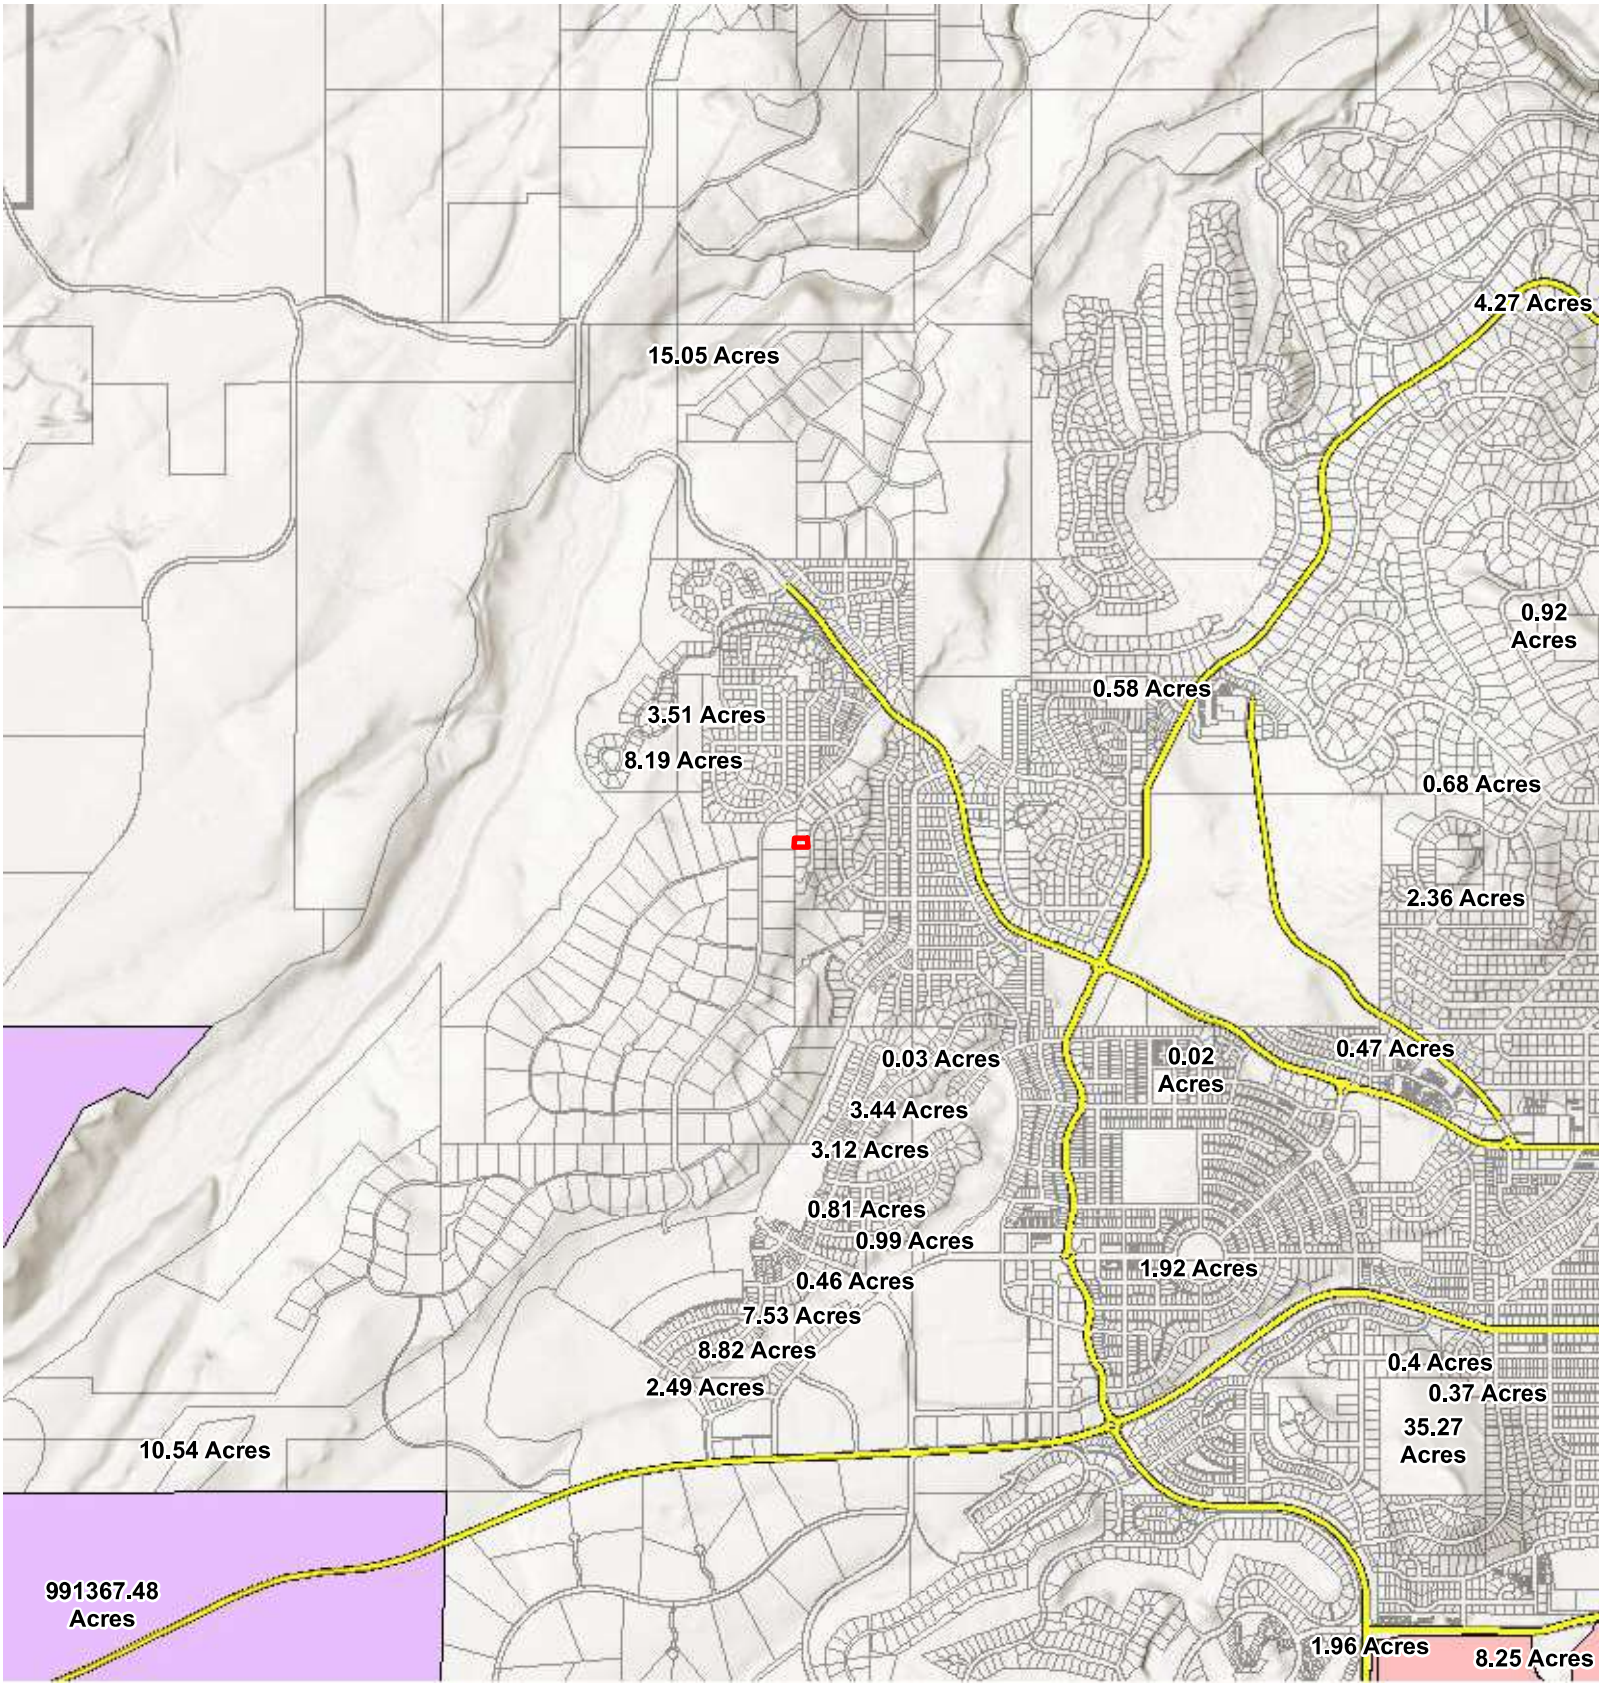 4.27 Acres
15.05 Acres
0.92
Acres
0.58 Acres
3.51 Acres
8.19 Acres
0.68 Acres
2.36 Acres
0.03 Acres
0.02
Acres
0.47 Acres
3.44 Acres
3.12 Acres
0.81 Acres
0.99 Acres
1.92 Acres
0.46 Acres
7.53 Acres
8.82 Acres
0.4 Acres
2.49 Acres
0.37 Acres
35.27
Acres
10.54 Acres
991367.48
Acres
1.96 Acres
8.25 Acres